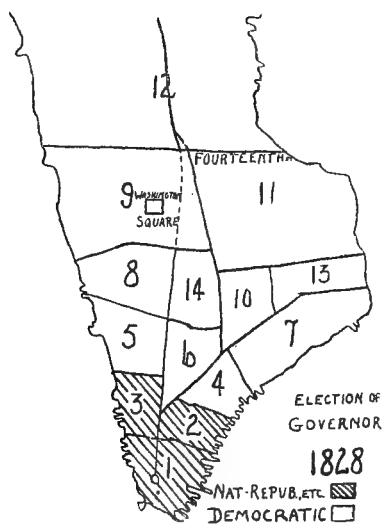 12
FOURTEENTH
9 WASHINGTON
SQUARE
11
8
14
10
13
5
6
7
4
3
2
1
ELECTION OF
GOVERNOR
1828
NAT-REPUB., ETC
DEMOCRATIC